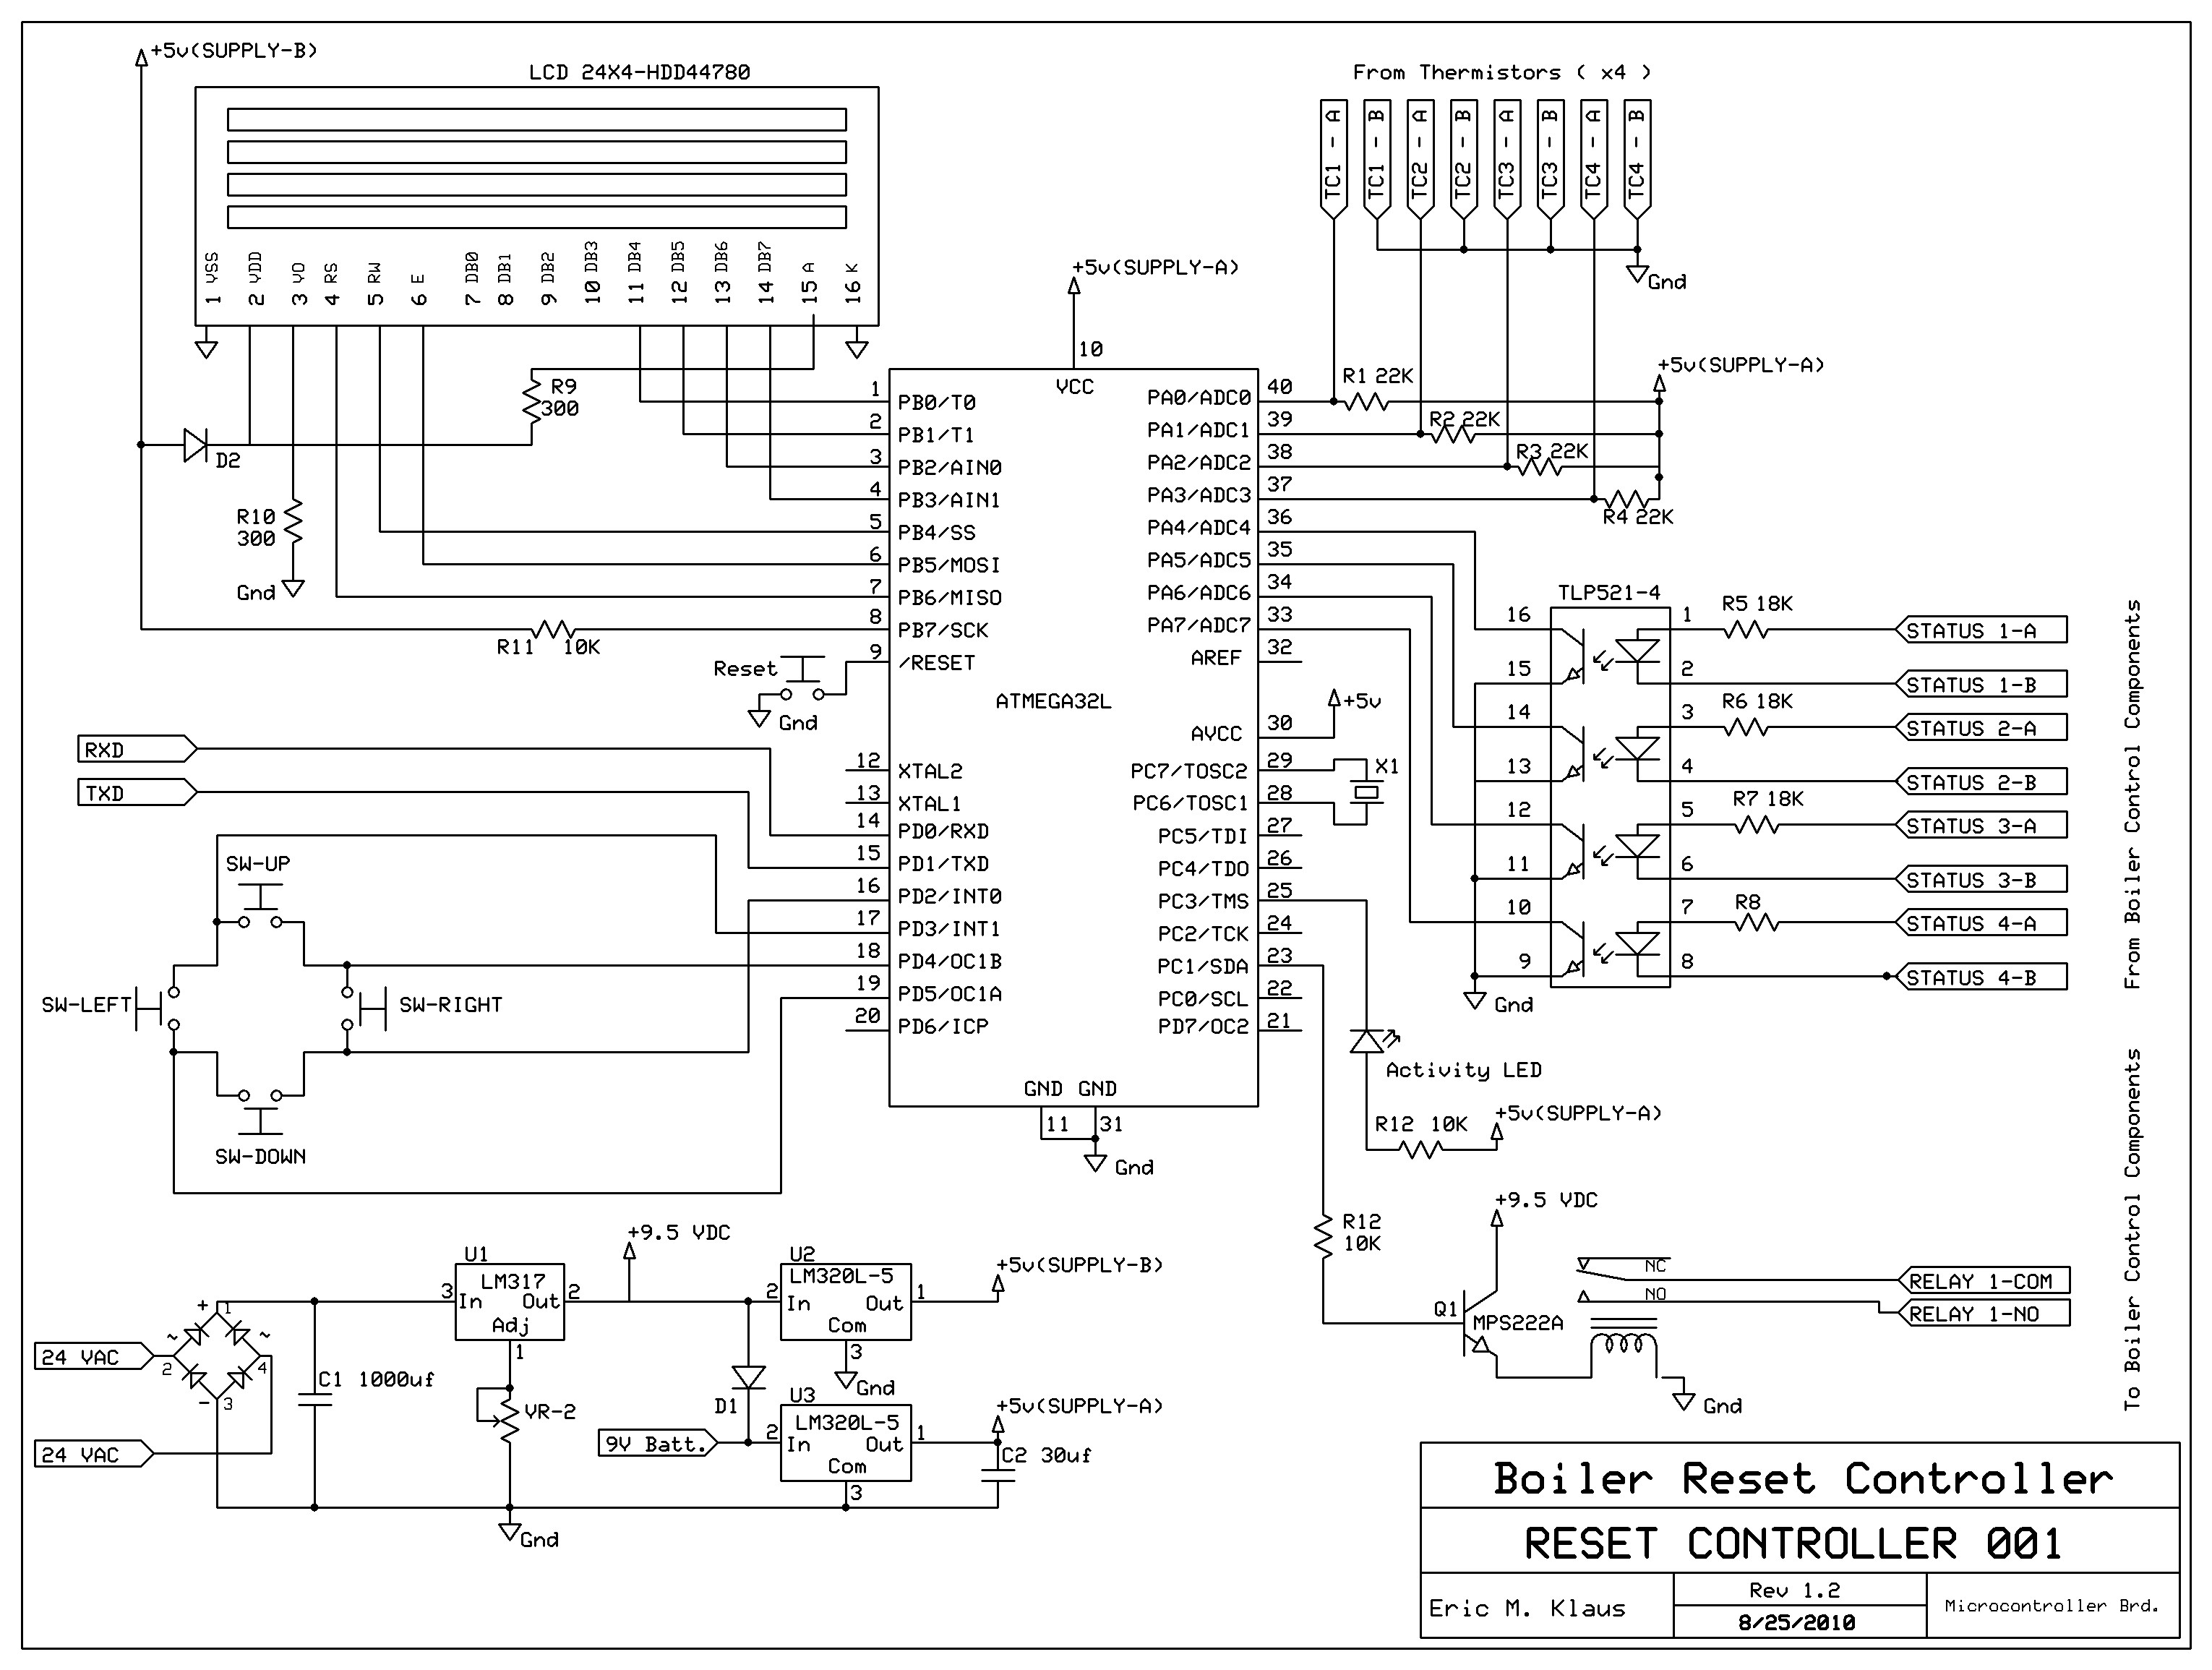 +5v(SUPPLY-B)
LCD 24X4-HDD44780
1 VSS
2 VDD
3 VO
4 RS
5 RW
6 E
7 DB0
8 DB1
9 DB2
10 DB3
11 DB4
12 DB5
13 DB6
14 DB7
15 A
16 K
D2
R9
300
R10
300
Gnd
R11 10K
Reset
Gnd
RXD
TXD
SW-UP
SW-LEFT
SW-RIGHT
SW-DOWN
+5v(SUPPLY-A)
10
VCC
1 PB0/T0
2 PB1/T1
3 PB2/AIN0
4 PB3/AIN1
5 PB4/SS
6 PB5/MOSI
7 PB6/MISO
8 PB7/SCK
9 /RESET
ATMEGA32L
12 XTAL2
13 XTAL1
14 PD0/RXD
15 PD1/TXD
16 PD2/INT0
17 PD3/INT1
18 PD4/OC1B
19 PD5/OC1A
20 PD6/ICP
GND GND
11 31
Gnd
PA0/ADC0 40
PA1/ADC1 39
PA2/ADC2 38
PA3/ADC3 37
PA4/ADC4 36
PA5/ADC5 35
PA6/ADC6 34
PA7/ADC7 33
AREF 32
AVCC 30
+5v
PC7/TOSC2 29
PC6/TOSC1 28
X1
PC5/TDI 27
PC4/TDO 26
PC3/TMS 25
PC2/TCK 24
PC1/SDA 23
PC0/SCL 22
PD7/OC2 21
From Thermistors ( x4 )
TC1 - A
TC1 - B
TC2 - A
TC2 - B
TC3 - A
TC3 - B
TC4 - A
TC4 - B
Gnd
+5v(SUPPLY-A)
R1 22K
R2 22K
R3 22K
R4 22K
TLP521-4
16
15
14
13
12
11
10
9
Gnd
1
2
3
4
5
6
7
8
R5 18K
R6 18K
R7 18K
R8
STATUS 1-A
STATUS 1-B
STATUS 2-A
STATUS 2-B
STATUS 3-A
STATUS 3-B
STATUS 4-A
STATUS 4-B
From Boiler Control Components
Activity LED
R12 10K
+5v(SUPPLY-A)
R12
10K
+9.5 VDC
Q1
MPS222A
NC
NO
RELAY 1-COM
RELAY 1-NO
Gnd
To Boiler Control Components
24 VAC
24 VAC
+ 1
~ ~
2 4
- 3
C1 1000uf
U1
LM317
3 In Out 2
Adj
1
VR-2
Gnd
+9.5 VDC
U2
LM320L-5
2 In Out 1
Com
3
Gnd
+5v(SUPPLY-B)
D1
9V Batt.
U3
LM320L-5
2 In Out 1
Com
3
+5v(SUPPLY-A)
C2 30uf
Boiler Reset Controller
RESET CONTROLLER 001
Eric M. Klaus
Rev 1.2
8/25/2010
Microcontroller Brd.